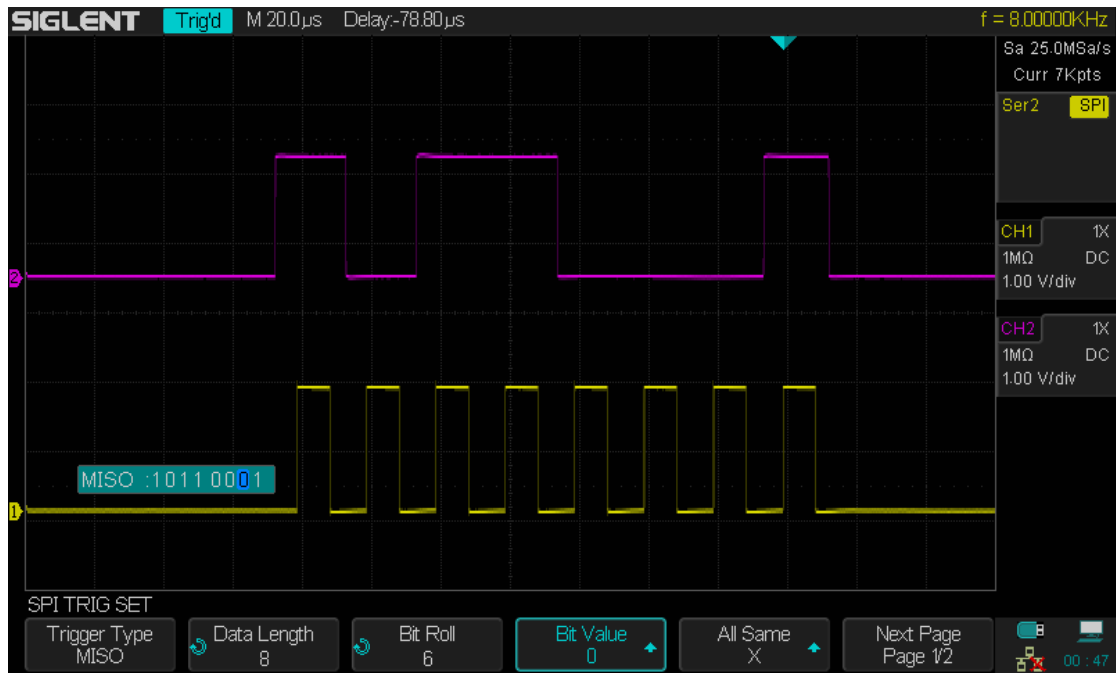 SIGLENT Trig'd M 20.0µs Delay:-78.80µs f = 8.00000KHz
Sa 25.0MSa/s
Curr 7Kpts
Ser2 SPI
CH1 1X
1MΩ DC
1.00 V/div
CH2 1X
1MΩ DC
1.00 V/div
2
MISO :1011 0001
1
SPI TRIG SET
Trigger Type
MISO
Data Length
8
Bit Roll
6
Bit Value
0
All Same
X
Next Page
Page 1/2
00 : 47